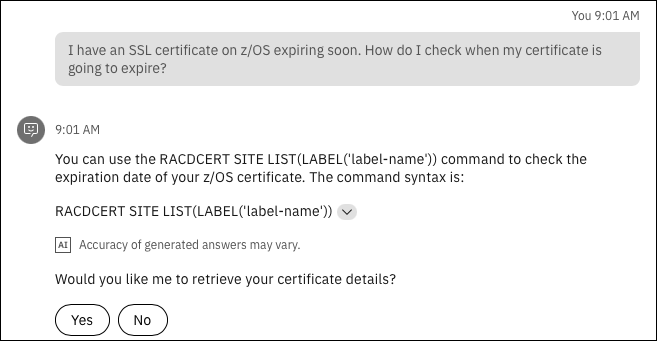 You 9:01 AM
I have an SSL certificate on z/OS expiring soon. How do I check when my certificate is
going to expire?
9:01 AM
You can use the RACDCERT SITE LIST(LABEL('label-name')) command to check the
expiration date of your z/OS certificate. The command syntax is:
RACDCERT SITE LIST(LABEL('label-name'))
AI Accuracy of generated answers may vary.
Would you like me to retrieve your certificate details?
Yes No